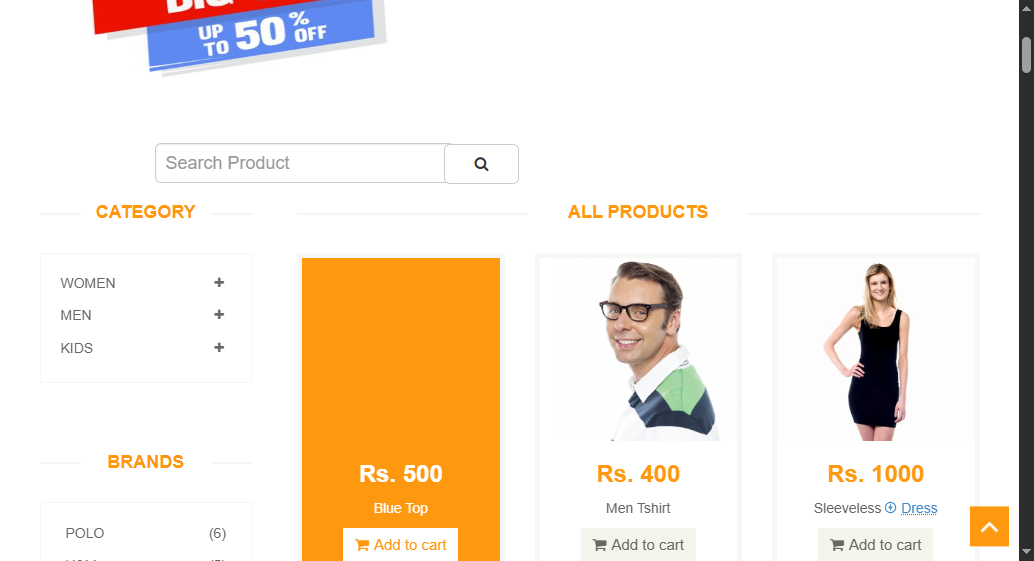 BIG
UP TO 50% OFF
Search Product
CATEGORY
WOMEN
MEN
KIDS
BRANDS
POLO (6)
ALL PRODUCTS
Rs. 500
Blue Top
Add to cart
Rs. 400
Men Tshirt
Add to cart
Rs. 1000
Sleeveless Dress
Add to cart